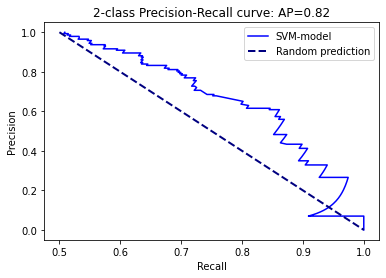 2-class Precision-Recall curve: AP=0.82
SVM-model
Random prediction
Precision
1.0
0.8
0.6
0.4
0.2
0.0
0.5
0.6
0.7
0.8
0.9
1.0
Recall